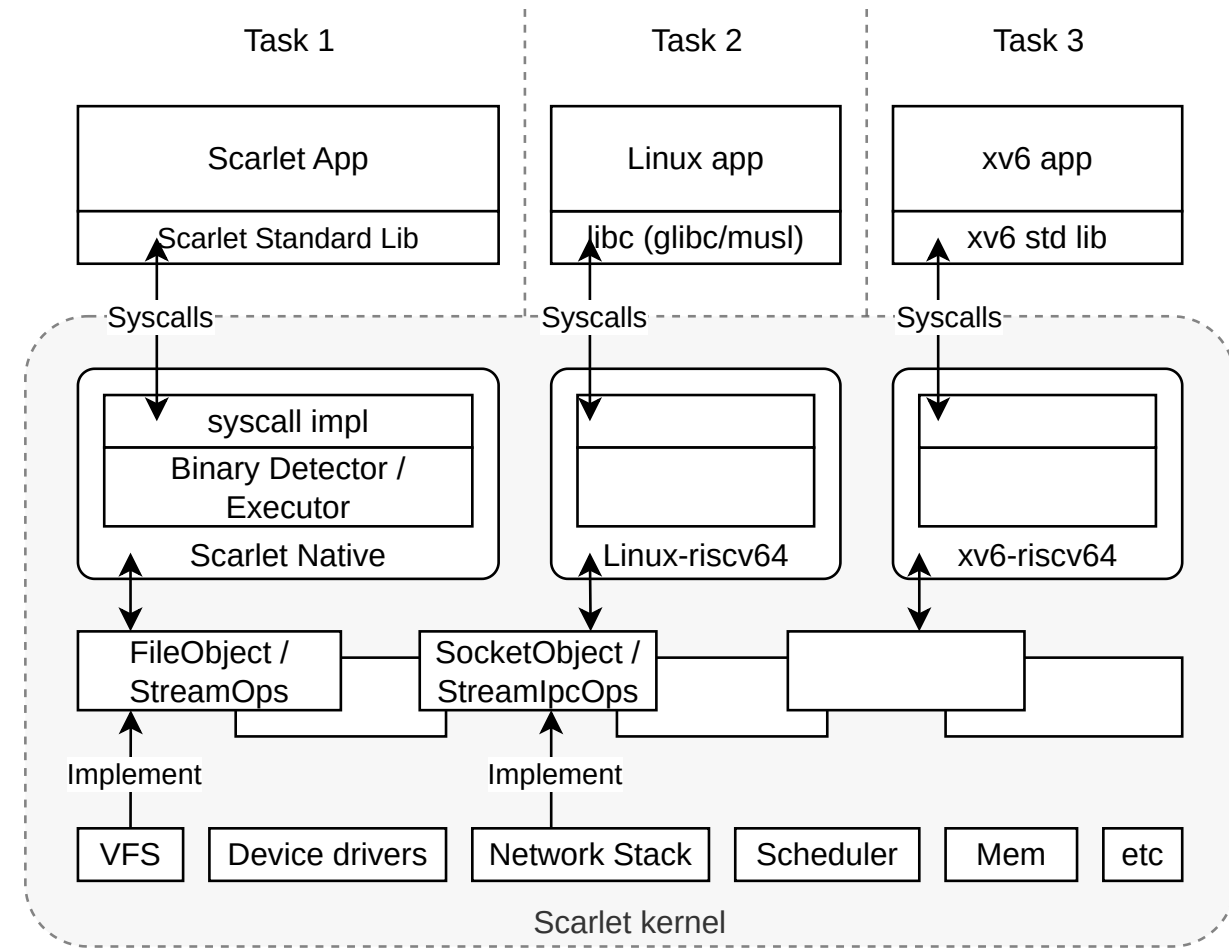 Task 1
Task 2
Task 3
Scarlet App
Linux app
xv6 app
Scarlet Standard Lib
libc (glibc/musl)
xv6 std lib
Syscalls
Syscalls
Syscalls
syscall impl
Binary Detector /
Executor
Scarlet Native
Linux-riscv64
xv6-riscv64
FileObject /
StreamOps
SocketObject /
StreamIpcOps
Implement
Implement
VFS
Device drivers
Network Stack
Scheduler
Mem
etc
Scarlet kernel